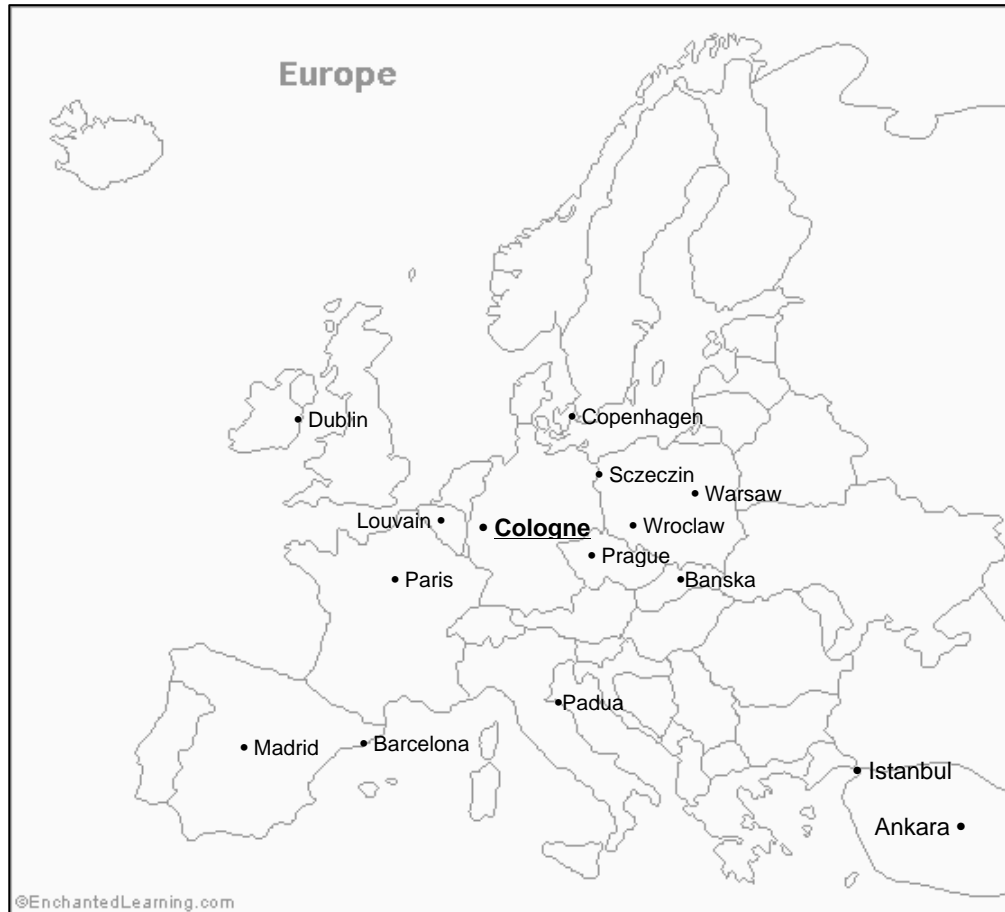 Europe
Dublin
Copenhagen
Sczeczin
Warsaw
Louvain
Cologne
Wroclaw
Prague
Paris
Banska
Padua
Madrid
Barcelona
Istanbul
Ankara
©EnchantedLearning.com